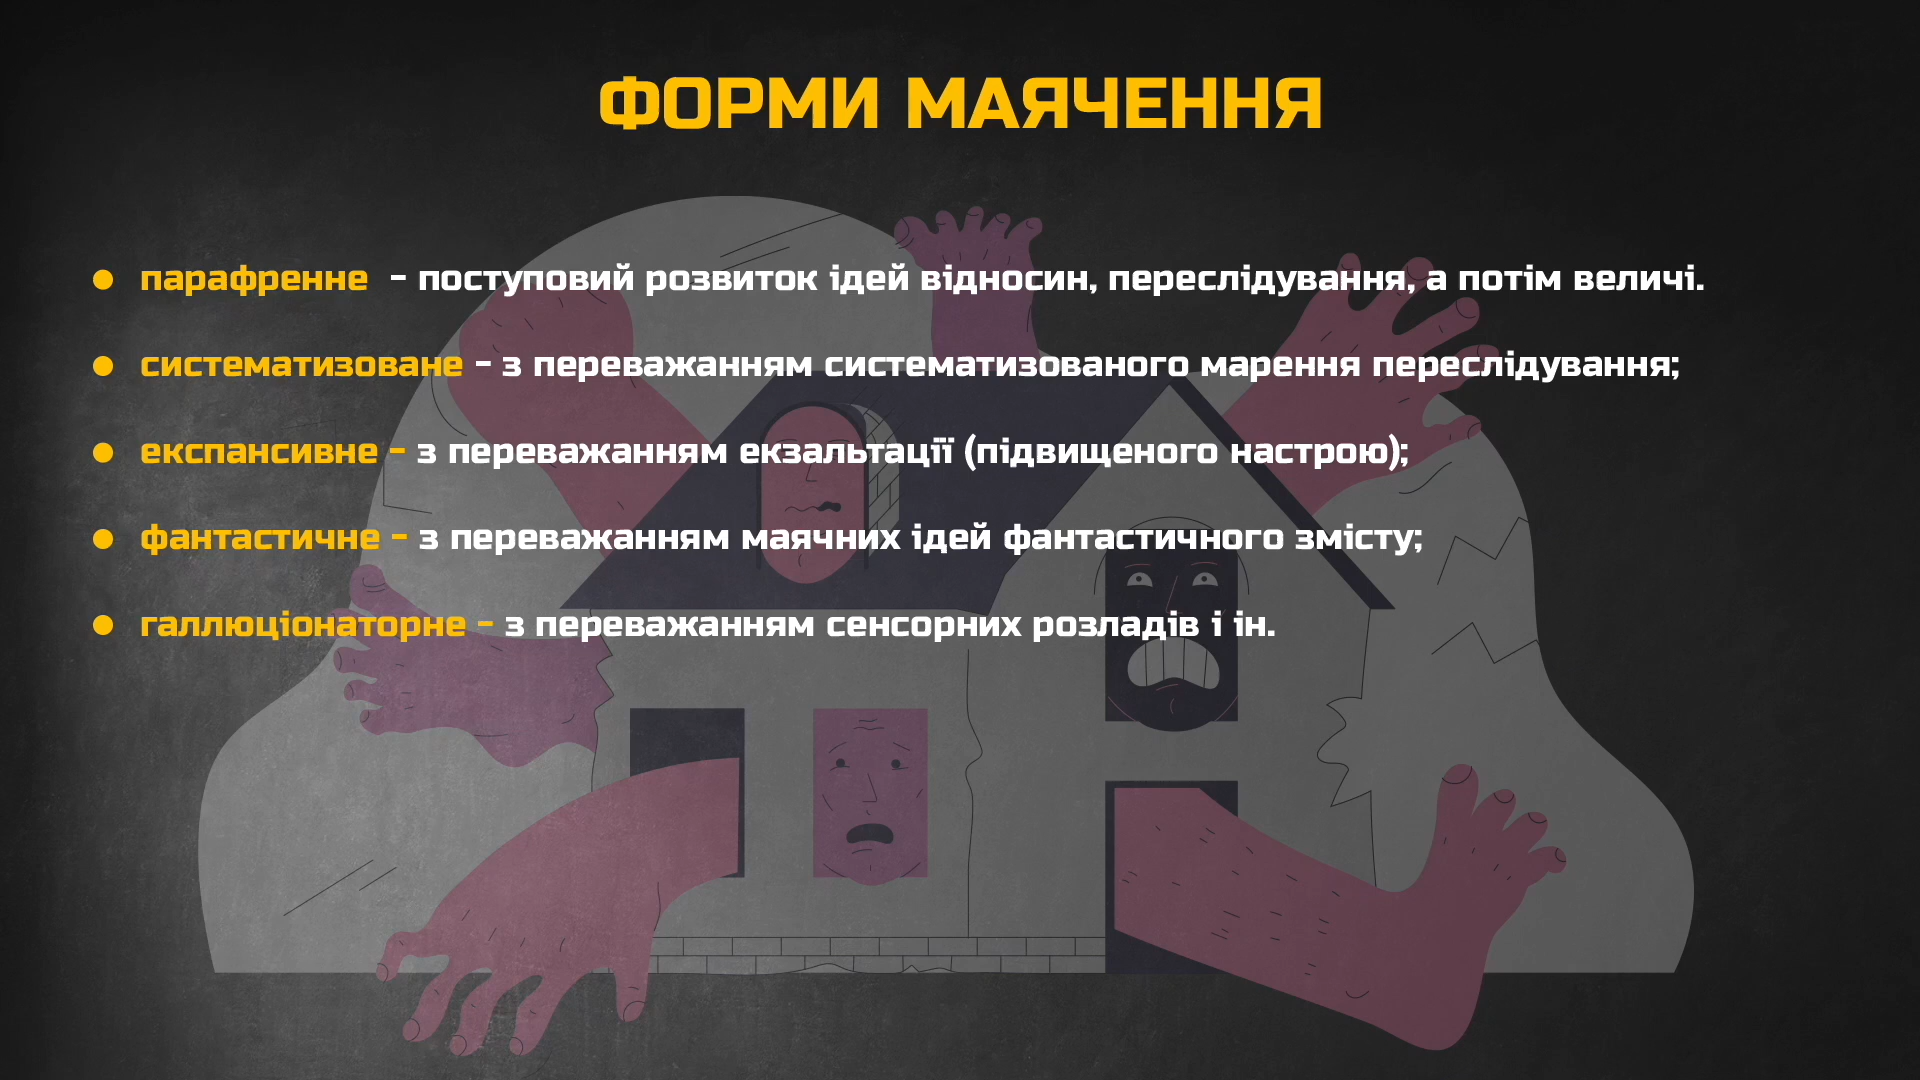 ФОРМИ МАЯЧЕННЯ
● парафренне – поступовий розвиток ідей відносин, переслідування, а потім величі.
● систематизоване – з переважанням систематизованого марення переслідування;
● експансивне – з переважанням екзальтації (підвищеного настрою);
● фантастичне – з переважанням маячних ідей фантастичного змісту;
● галлюціонаторне – з переважанням сенсорних розладів і ін.